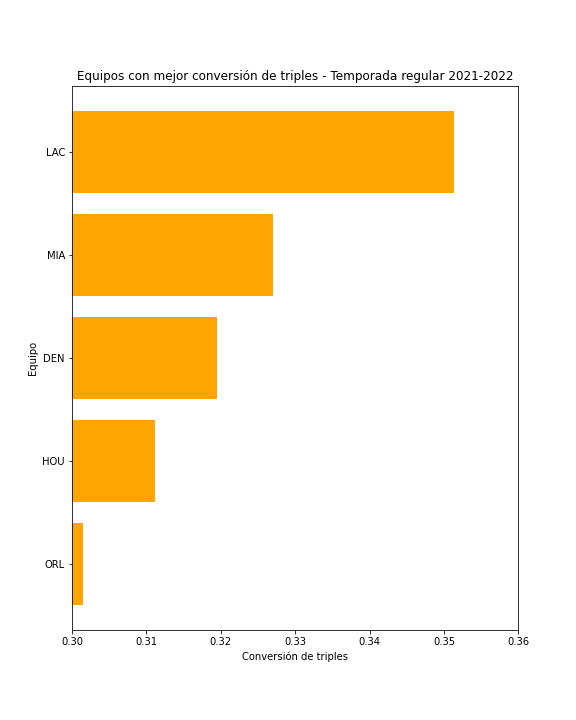 Equipos con mejor conversión de triples - Temporada regular 2021-2022
Equipo
LAC
MIA
DEN
HOU
ORL
0.30 0.31 0.32 0.33 0.34 0.35 0.36
Conversión de triples